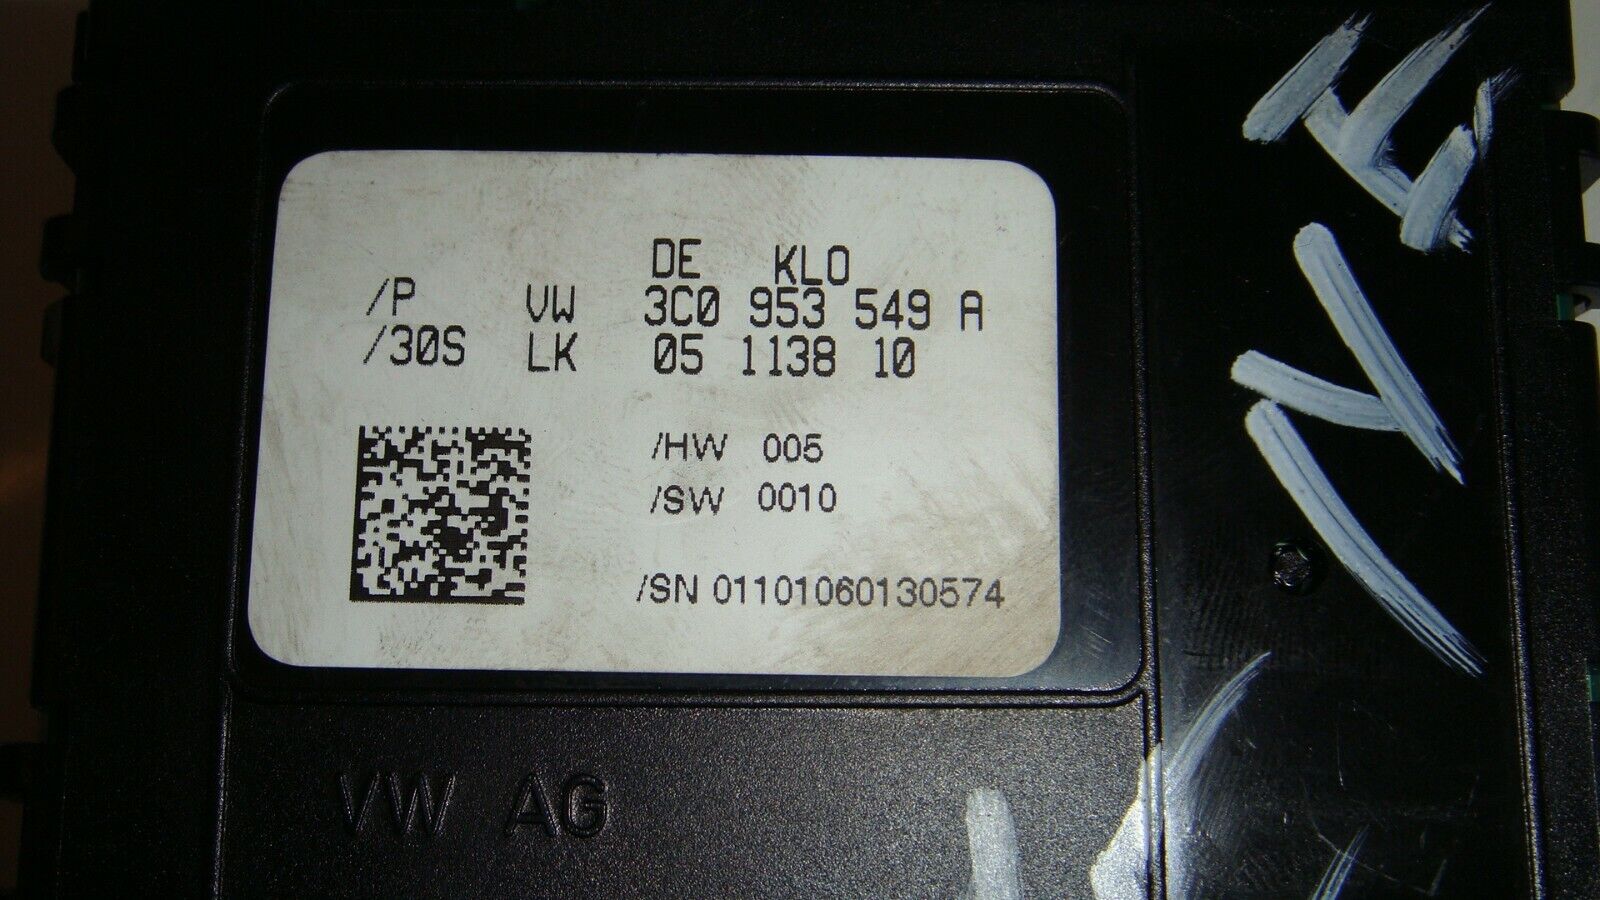 DE KLO
/P VW 3C0 953 549 A
/30S LK 05 1138 10
/HW 005
/SW 0010
/SN 01101060130574
VW AG